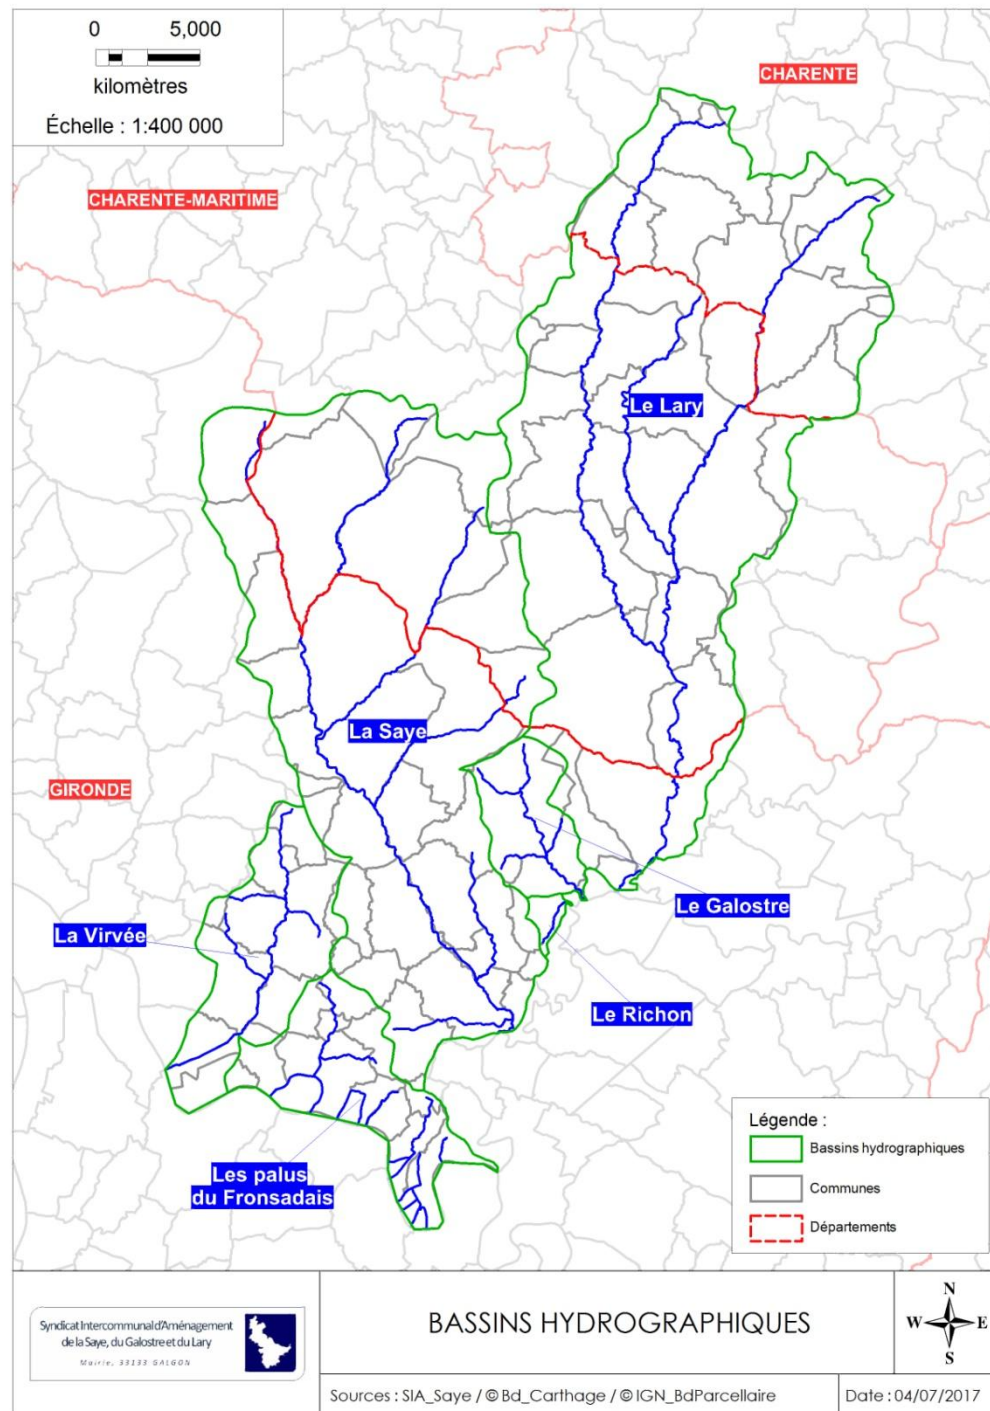 0 5,000
kilomètres
Échelle : 1:400 000
CHARENTE
CHARENTE-MARITIME
Le Lary
La Saye
GIRONDE
Le Galostre
La Virvée
Le Richon
Les palus
du Fronsadais
Légende :
Bassins hydrographiques
Communes
Départements
Syndicat Intercommunal d'Aménagement
de la Saye, du Galostre et du Lary
Mairie, 33133 GALGON
BASSINS HYDROGRAPHIQUES
N
W E
S
Sources : SIA_Saye / © Bd_Carthage / © IGN_BdParcellaire
Date : 04/07/2017